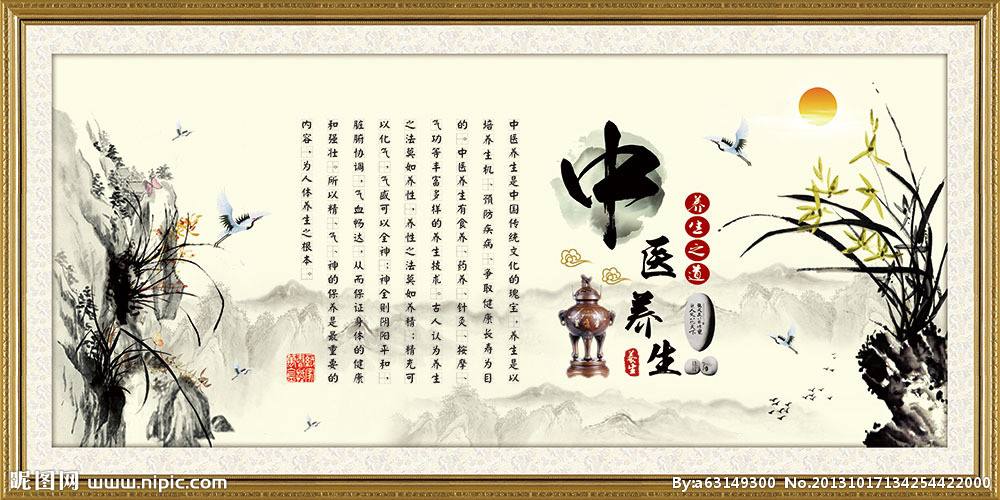 中医养生
养生之道
养生
中医养生是中国传统文化的瑰宝,养生是以
培养生机、预防疾病、争取健康长寿为目
的。中医养生有食养、药养、针灸、按摩、
气功等丰富多样的养生技术。古人认为养生
之法莫如养性,养性之法莫如养精;精充可
以化气,气盛可以全神;神全则阴阳平和,
脏腑协调,气血畅达,从而保证身体的健康
和强壮。所以精、气、神的保养是最重要的
内容,为人体养生之根本。
昵图网 www.nipic.com
By:a63149300 No.20131017134254422000